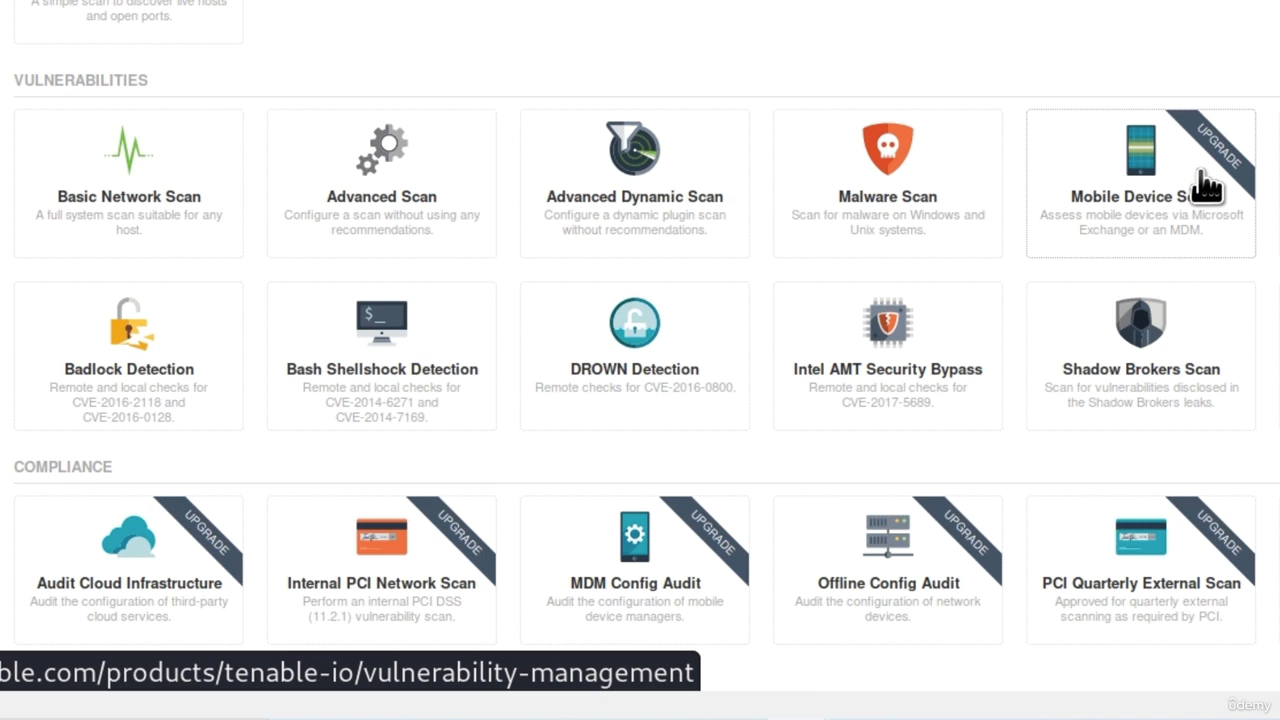 A simple scan to discover live hosts
and open ports.
VULNERABILITIES
UPGRADE
Basic Network Scan
A full system scan suitable for any
host.
Advanced Scan
Configure a scan without using any
recommendations.
Advanced Dynamic Scan
Configure a dynamic plugin scan
without recommendations.
Malware Scan
Scan for malware on Windows and
Unix systems.
Mobile Device
Assess mobile devices via Microsoft
Exchange or an MDM.
$_
Badlock Detection
Remote and local checks for
CVE-2016-2118 and
CVE-2016-0128.
Bash Shellshock Detection
Remote and local checks for
CVE-2014-6271 and
CVE-2014-7169.
DROWN Detection
Remote checks for CVE-2016-0800.
Intel AMT Security Bypass
Remote and local checks for
CVE-2017-5689.
Shadow Brokers Scan
Scan for vulnerabilities disclosed in
the Shadow Brokers leaks.
COMPLIANCE
UPGRADE
Audit Cloud Infrastructure
Audit the configuration of third-party
cloud services.
UPGRADE
Internal PCI Network Scan
Perform an internal PCI DSS
(11.2.1) vulnerability scan.
UPGRADE
MDM Config Audit
Audit the configuration of mobile
device managers.
UPGRADE
Offline Config Audit
Audit the configuration of network
devices.
UPGRADE
PCI Quarterly External Scan
Approved for quarterly external
scanning as required by PCI.
ble.com/products/tenable-io/vulnerability-management
ûdemy